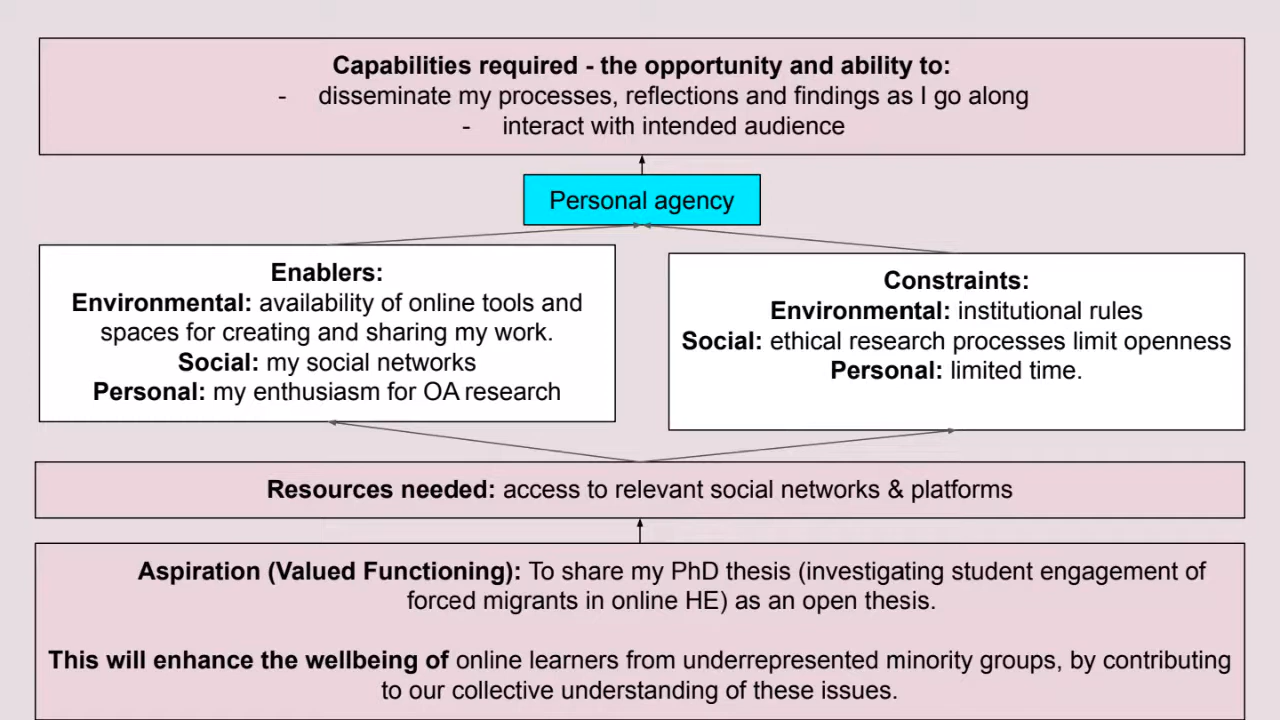 Capabilities required - the opportunity and ability to:
- disseminate my processes, reflections and findings as I go along
- interact with intended audience
Personal agency
Enablers:
Environmental: availability of online tools and
spaces for creating and sharing my work.
Social: my social networks
Personal: my enthusiasm for OA research
Constraints:
Environmental: institutional rules
Social: ethical research processes limit openness
Personal: limited time.
Resources needed: access to relevant social networks & platforms
Aspiration (Valued Functioning): To share my PhD thesis (investigating student engagement of
forced migrants in online HE) as an open thesis.
This will enhance the wellbeing of online learners from underrepresented minority groups, by contributing
to our collective understanding of these issues.